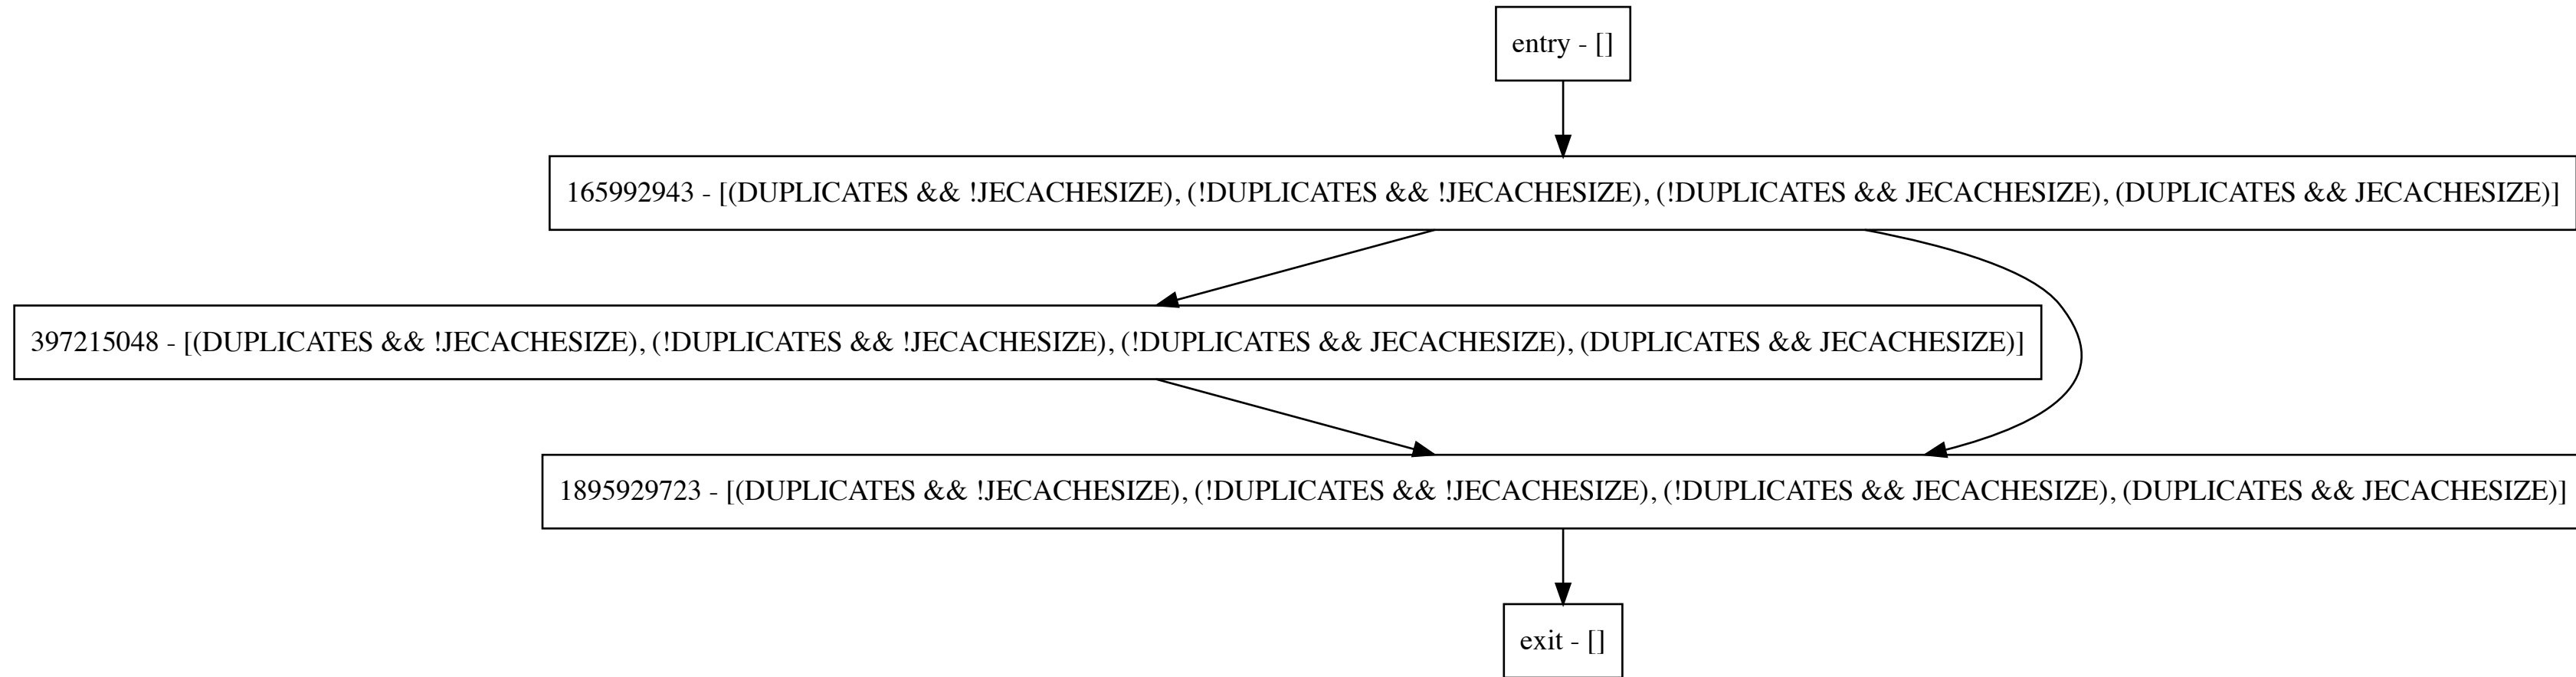 entry - []
165992943 - [(DUPLICATES && !JECACHESIZE), (!DUPLICATES && !JECACHESIZE), (!DUPLICATES && JECACHESIZE), (DUPLICATES && JECACHESIZE)]
397215048 - [(DUPLICATES && !JECACHESIZE), (!DUPLICATES && !JECACHESIZE), (!DUPLICATES && JECACHESIZE), (DUPLICATES && JECACHESIZE)]
1895929723 - [(DUPLICATES && !JECACHESIZE), (!DUPLICATES && !JECACHESIZE), (!DUPLICATES && JECACHESIZE), (DUPLICATES && JECACHESIZE)]
exit - []